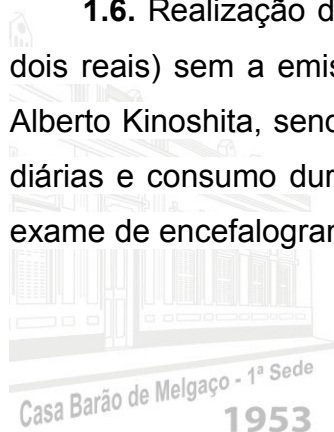 1.6. Realização d
dois reais) sem a emis
Alberto Kinoshita, send
diárias e consumo dur
exame de encefalogran
Casa Barão de Melgaço - 1ª Sede
1953